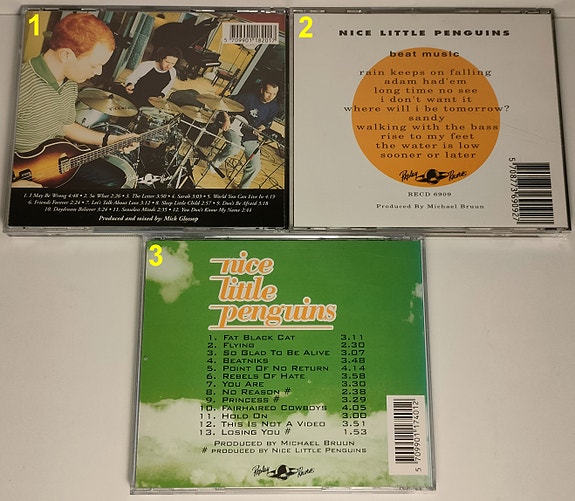 1
5 709901 182017
1. I May Be Wrong 4:48 • 2. So What 2:26 • 3. The Letter 3:50 • 4. Sarah 3:03 • 5. World You Can Live In 4:19
6. Friends Forever 2:24 • 7. Let's Talk About Love 3:12 • 8. Sleep Little Child 2:57 • 9. Don't Be Afraid 3:18
10. Daydream Believer 3:24 • 11. Senseless Minds 2:35 • 12. You Don't Know My Name 2:44
Produced and mixed by: Mick Glossop
2
NICE LITTLE PENGUINS
beat music
rain keeps on falling
adam had'em
long time no see
i don't want it
where will i be tomorrow?
sandy
walking with the bass
rise to my feet
the water is low
sooner or later
RECD 6909
Produced By Michael Bruun
3
nice
little
penguins
1. FAT BLACK CAT 3.11
2. FLYING 2.30
3. SO GLAD TO BE ALIVE 3.07
4. BEATNIKS 3.48
5. POINT OF NO RETURN 4.14
6. REBELS OF HATE 3.58
7. YOU ARE 3.30
8. NO REASON # 2.38
9. PRINCESS # 3.29
10. FAIRHAIRED COWBOYS 4.05
11. HOLD ON 3.00
12. THIS IS NOT A VIDEO 3.51
13. LOSING YOU # 1.53
PRODUCED BY MICHAEL BRUUN
# PRODUCED BY NICE LITTLE PENGUINS
5 709901 174012